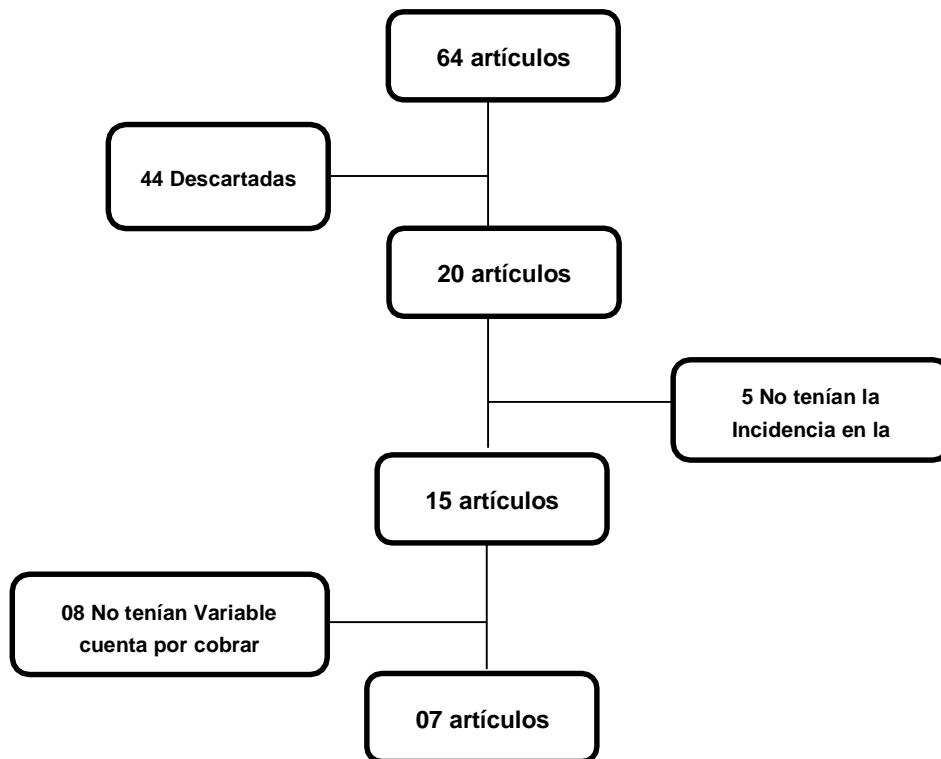 64 artículos
44 Descartadas
20 artículos
5 No tenían la
Incidencia en la
15 artículos
08 No tenían Variable
cuenta por cobrar
07 artículos